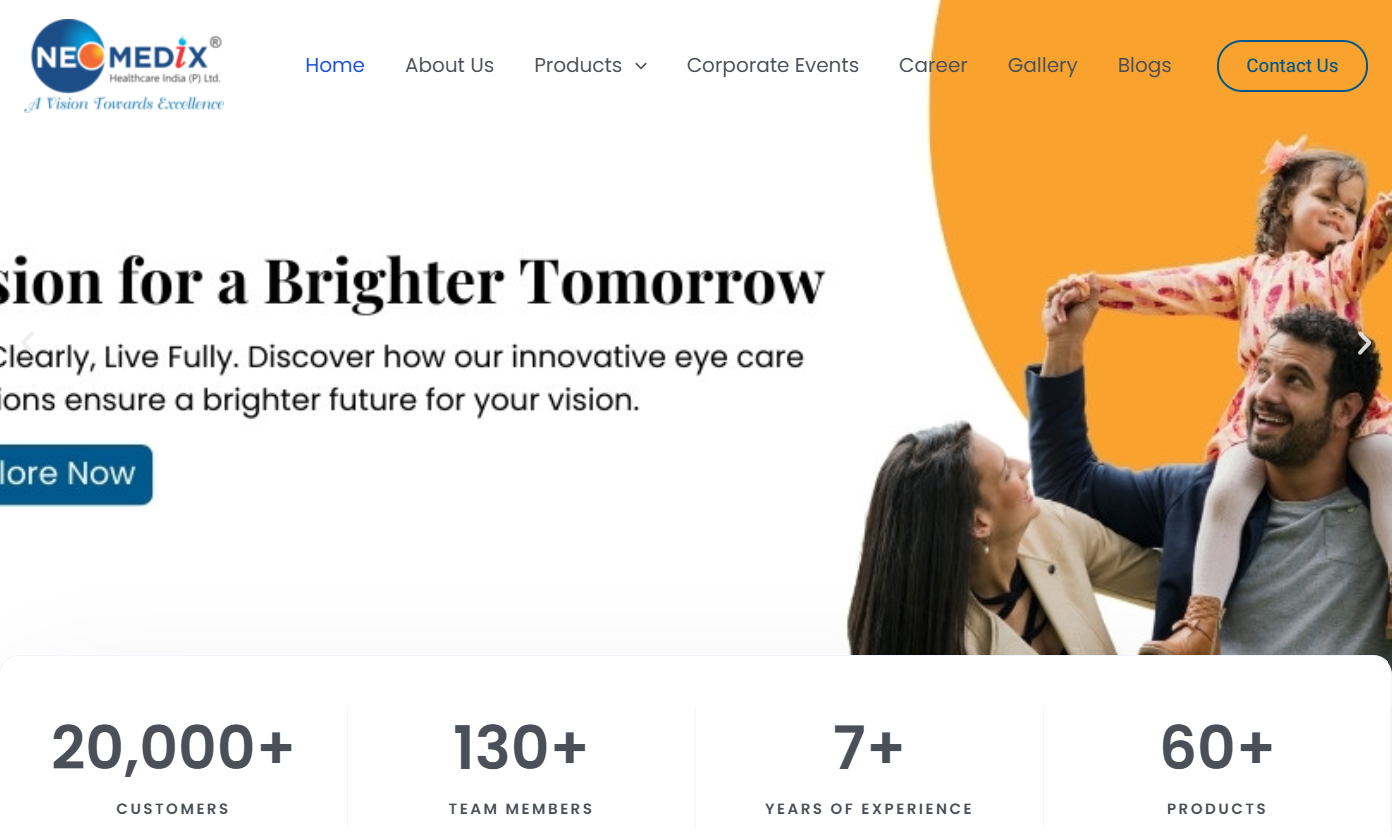 NEOMEDiX®
Healthcare India (P) Ltd.
A Vision Towards Excellence
Home About Us Products Corporate Events Career Gallery Blogs Contact Us
sion for a Brighter Tomorrow
Clearly, Live Fully. Discover how our innovative eye care
ions ensure a brighter future for your vision.
lore Now
20,000+ 130+ 7+ 60+
CUSTOMERS TEAM MEMBERS YEARS OF EXPERIENCE PRODUCTS